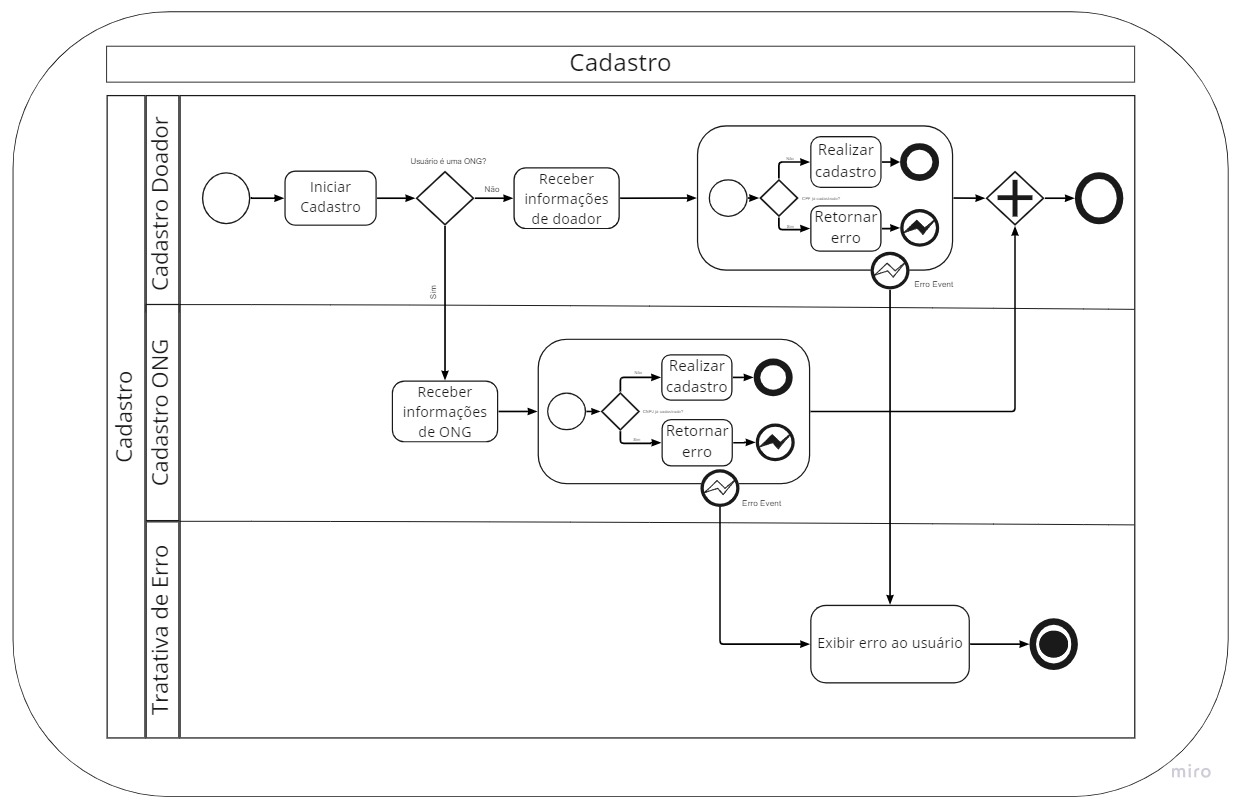 Cadastro
Cadastro
Cadastro Doador
Iniciar
Cadastro
Usuário é uma ONG?
Não
Sim
Receber
informações
de doador
Não
CPF já cadastrado?
Sim
Realizar
cadastro
Retornar
erro
Erro Event
Cadastro ONG
Receber
informações
de ONG
Não
CNPJ já cadastrado?
Sim
Realizar
cadastro
Retornar
erro
Erro Event
Tratativa de Erro
Exibir erro ao usuário
miro